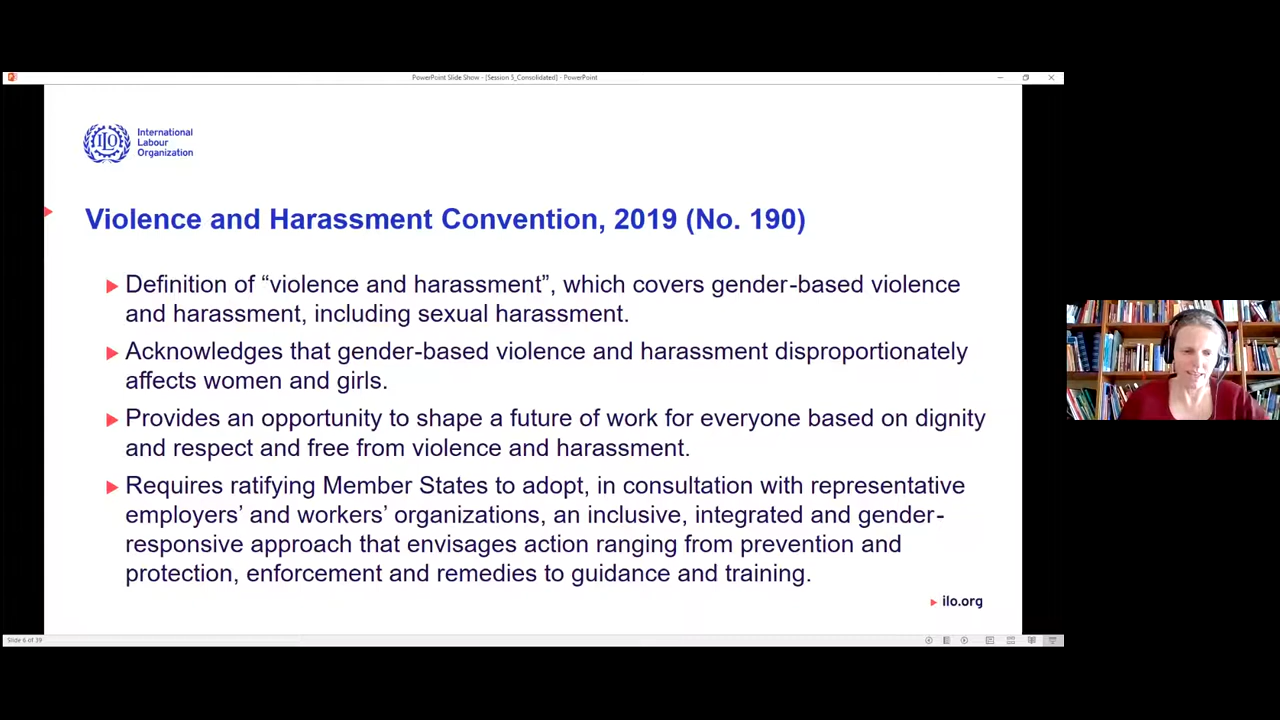 PowerPoint Slide Show - [Session 5_Consolidated] - PowerPoint
ILO
International
Labour
Organization
Violence and Harassment Convention, 2019 (No. 190)
Definition of “violence and harassment”, which covers gender-based violence
and harassment, including sexual harassment.
Acknowledges that gender-based violence and harassment disproportionately
affects women and girls.
Provides an opportunity to shape a future of work for everyone based on dignity
and respect and free from violence and harassment.
Requires ratifying Member States to adopt, in consultation with representative
employers’ and workers’ organizations, an inclusive, integrated and gender-
responsive approach that envisages action ranging from prevention and
protection, enforcement and remedies to guidance and training.
ilo.org
Slide 6 of 39